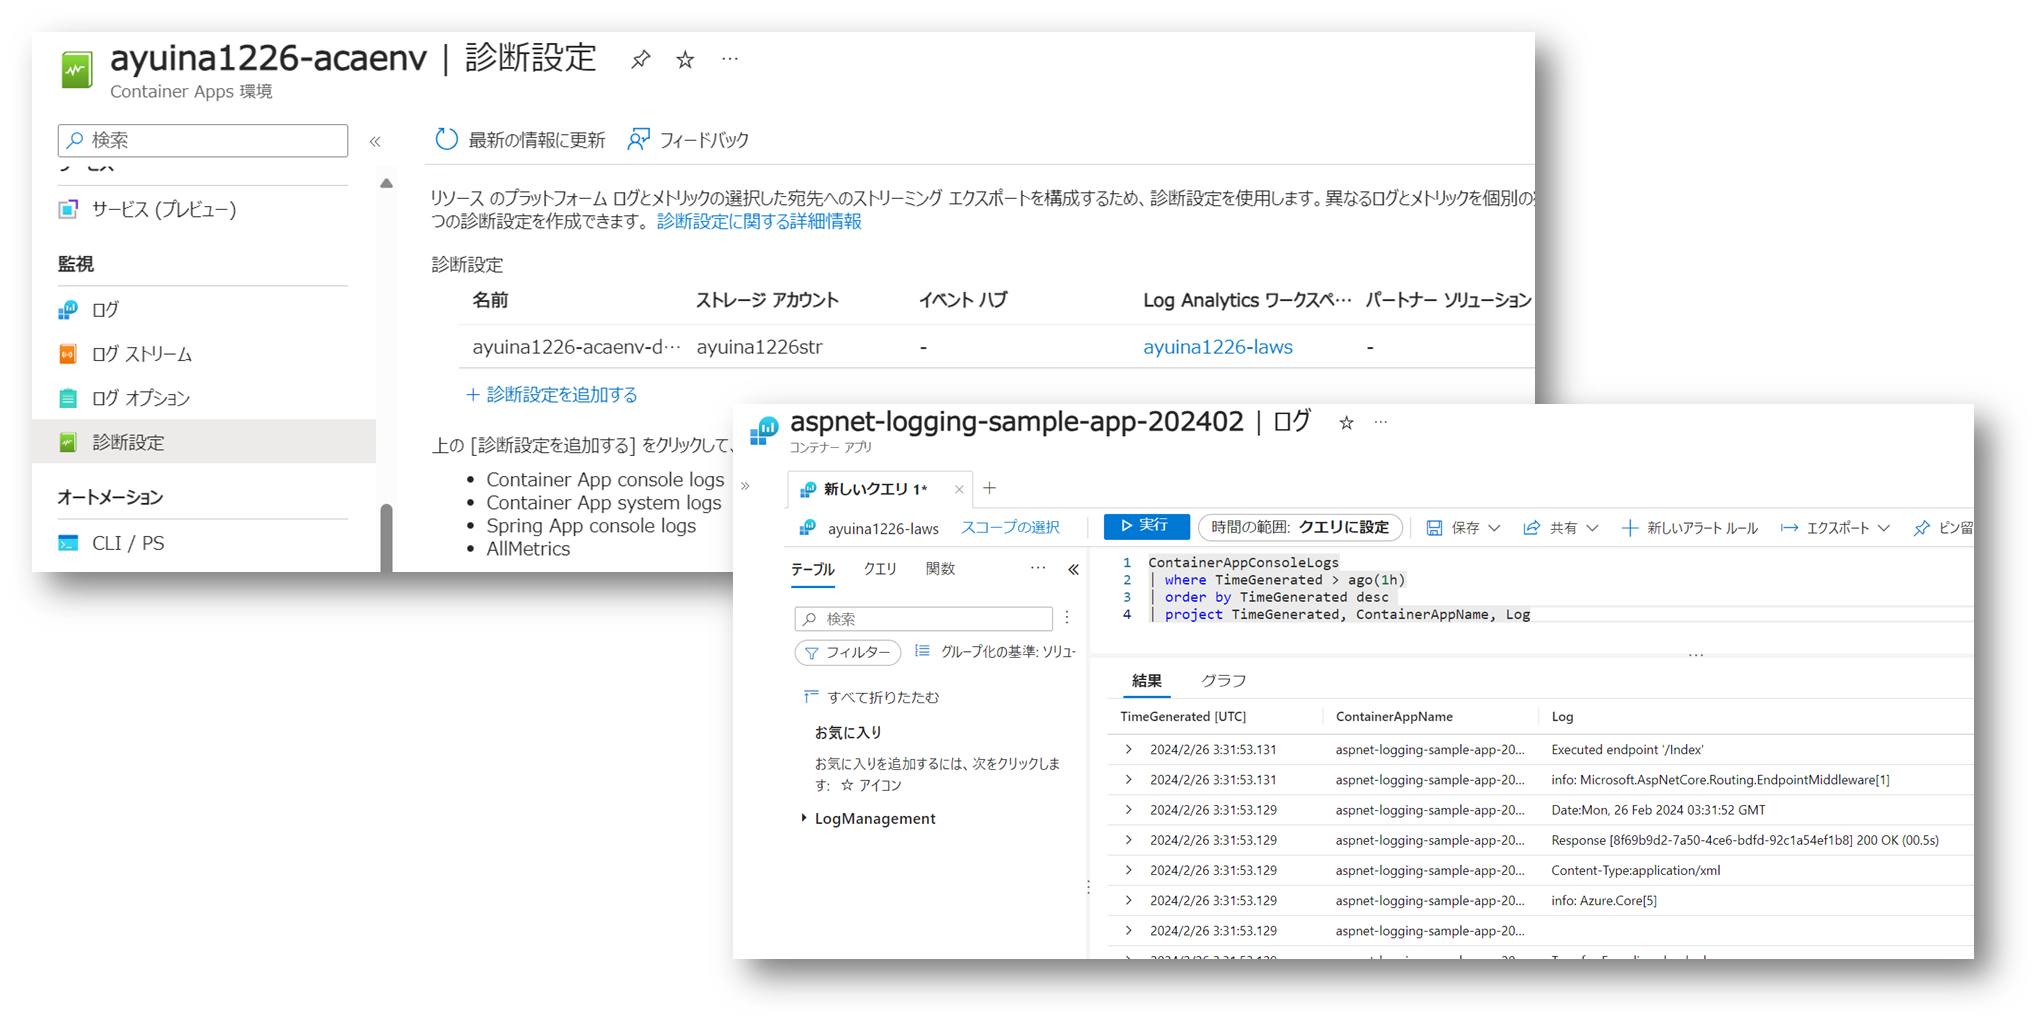 ayuina1226-acaenv | 診断設定
Container Apps 環境
検索
最新の情報に更新
フィードバック
サービス (プレビュー)
監視
ログ
ログ ストリーム
ログ オプション
診断設定
オートメーション
CLI / PS
リソース のプラットフォーム ログとメトリックの選択した宛先へのストリーミング エクスポートを構成するため、診断設定を使用します。異なるログとメトリックを個別の
つの診断設定を作成できます。 診断設定に関する詳細情報
診断設定
名前 ストレージ アカウント イベント ハブ Log Analytics ワークスペ… パートナー ソリューション
ayuina1226-acaenv-d… ayuina1226str - ayuina1226-laws -
+ 診断設定を追加する
上の [診断設定を追加する] をクリックして、
• Container App console logs
• Container App system logs
• Spring App console logs
• AllMetrics
aspnet-logging-sample-app-202402 | ログ
コンテナー アプリ
新しいクエリ 1*
ayuina1226-laws スコープの選択
実行
時間の範囲: クエリに設定
保存
共有
新しいアラート ルール
エクスポート
ピン留
テーブル クエリ 関数
検索
フィルター
グループ化の基準: ソリュー
すべて折りたたむ
お気に入り
お気に入りを追加するには、次をクリックしま
す: ☆ アイコン
LogManagement
1 ContainerAppConsoleLogs
2 | where TimeGenerated > ago(1h)
3 | order by TimeGenerated desc
4 | project TimeGenerated, ContainerAppName, Log
結果 グラフ
TimeGenerated [UTC] ContainerAppName Log
2024/2/26 3:31:53.131 aspnet-logging-sample-app-20... Executed endpoint '/Index'
2024/2/26 3:31:53.131 aspnet-logging-sample-app-20... info: Microsoft.AspNetCore.Routing.EndpointMiddleware[1]
2024/2/26 3:31:53.129 aspnet-logging-sample-app-20... Date:Mon, 26 Feb 2024 03:31:52 GMT
2024/2/26 3:31:53.129 aspnet-logging-sample-app-20... Response [8f69b9d2-7a50-4ce6-bdfd-92c1a54ef1b8] 200 OK (00.5s)
2024/2/26 3:31:53.129 aspnet-logging-sample-app-20... Content-Type:application/xml
2024/2/26 3:31:53.129 aspnet-logging-sample-app-20... info: Azure.Core[5]
2024/2/26 3:31:53.129 aspnet-logging-sample-app-20...